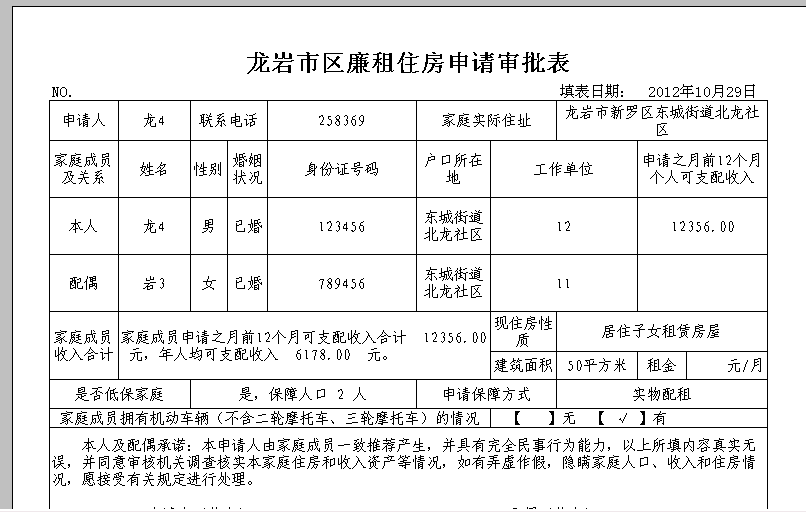 龙岩市区廉租住房申请审批表
NO. 填表日期: 2012年10月29日
申请人 龙4 联系电话 258369 家庭实际住址 龙岩市新罗区东城街道北龙社
区
家庭成员
及关系 姓名 性别 婚姻
状况 身份证号码 户口所在
地 工作单位 申请之月前12个月
个人可支配收入
本人 龙4 男 已婚 123456 东城街道
北龙社区 12 12356.00
配偶 岩3 女 已婚 789456 东城街道
北龙社区 11
家庭成员
收入合计 家庭成员申请之月前12个月可支配收入合计 12356.00
元，年人均可支配收入 6178.00 元。 现住房性
质 居住子女租赁房屋
建筑面积 50平方米 租金 元/月
是否低保家庭 是，保障人口 2 人 申请保障方式 实物配租
家庭成员拥有机动车辆（不含二轮摩托车、三轮摩托车）的情况 【 】无 【 √ 】有
本人及配偶承诺：本申请人由家庭成员一致推荐产生，并具有完全民事行为能力，以上所填内容真实无
误，并同意审核机关调查核实本家庭住房和收入资产等情况，如有弄虚作假，隐瞒家庭人口、收入和住房情
况，愿接受有关规定进行处理。